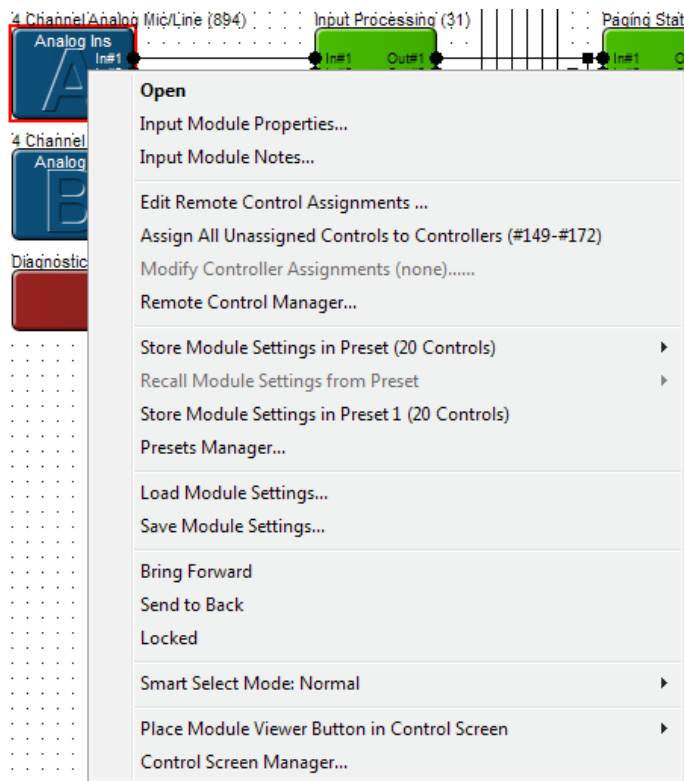 4 Channel Analog Mic/Line (894)
Input Processing (31)
Paging Stat
Analog Ins
In#1
In#1
Out#1
In#1
4 Channel
Analog
Diagnostic
A
B
Open
Input Module Properties...
Input Module Notes...
Edit Remote Control Assignments ...
Assign All Unassigned Controls to Controllers (#149-#172)
Modify Controller Assignments (none)......
Remote Control Manager...
Store Module Settings in Preset (20 Controls)
Recall Module Settings from Preset
Store Module Settings in Preset 1 (20 Controls)
Presets Manager...
Load Module Settings...
Save Module Settings...
Bring Forward
Send to Back
Locked
Smart Select Mode: Normal
Place Module Viewer Button in Control Screen
Control Screen Manager...